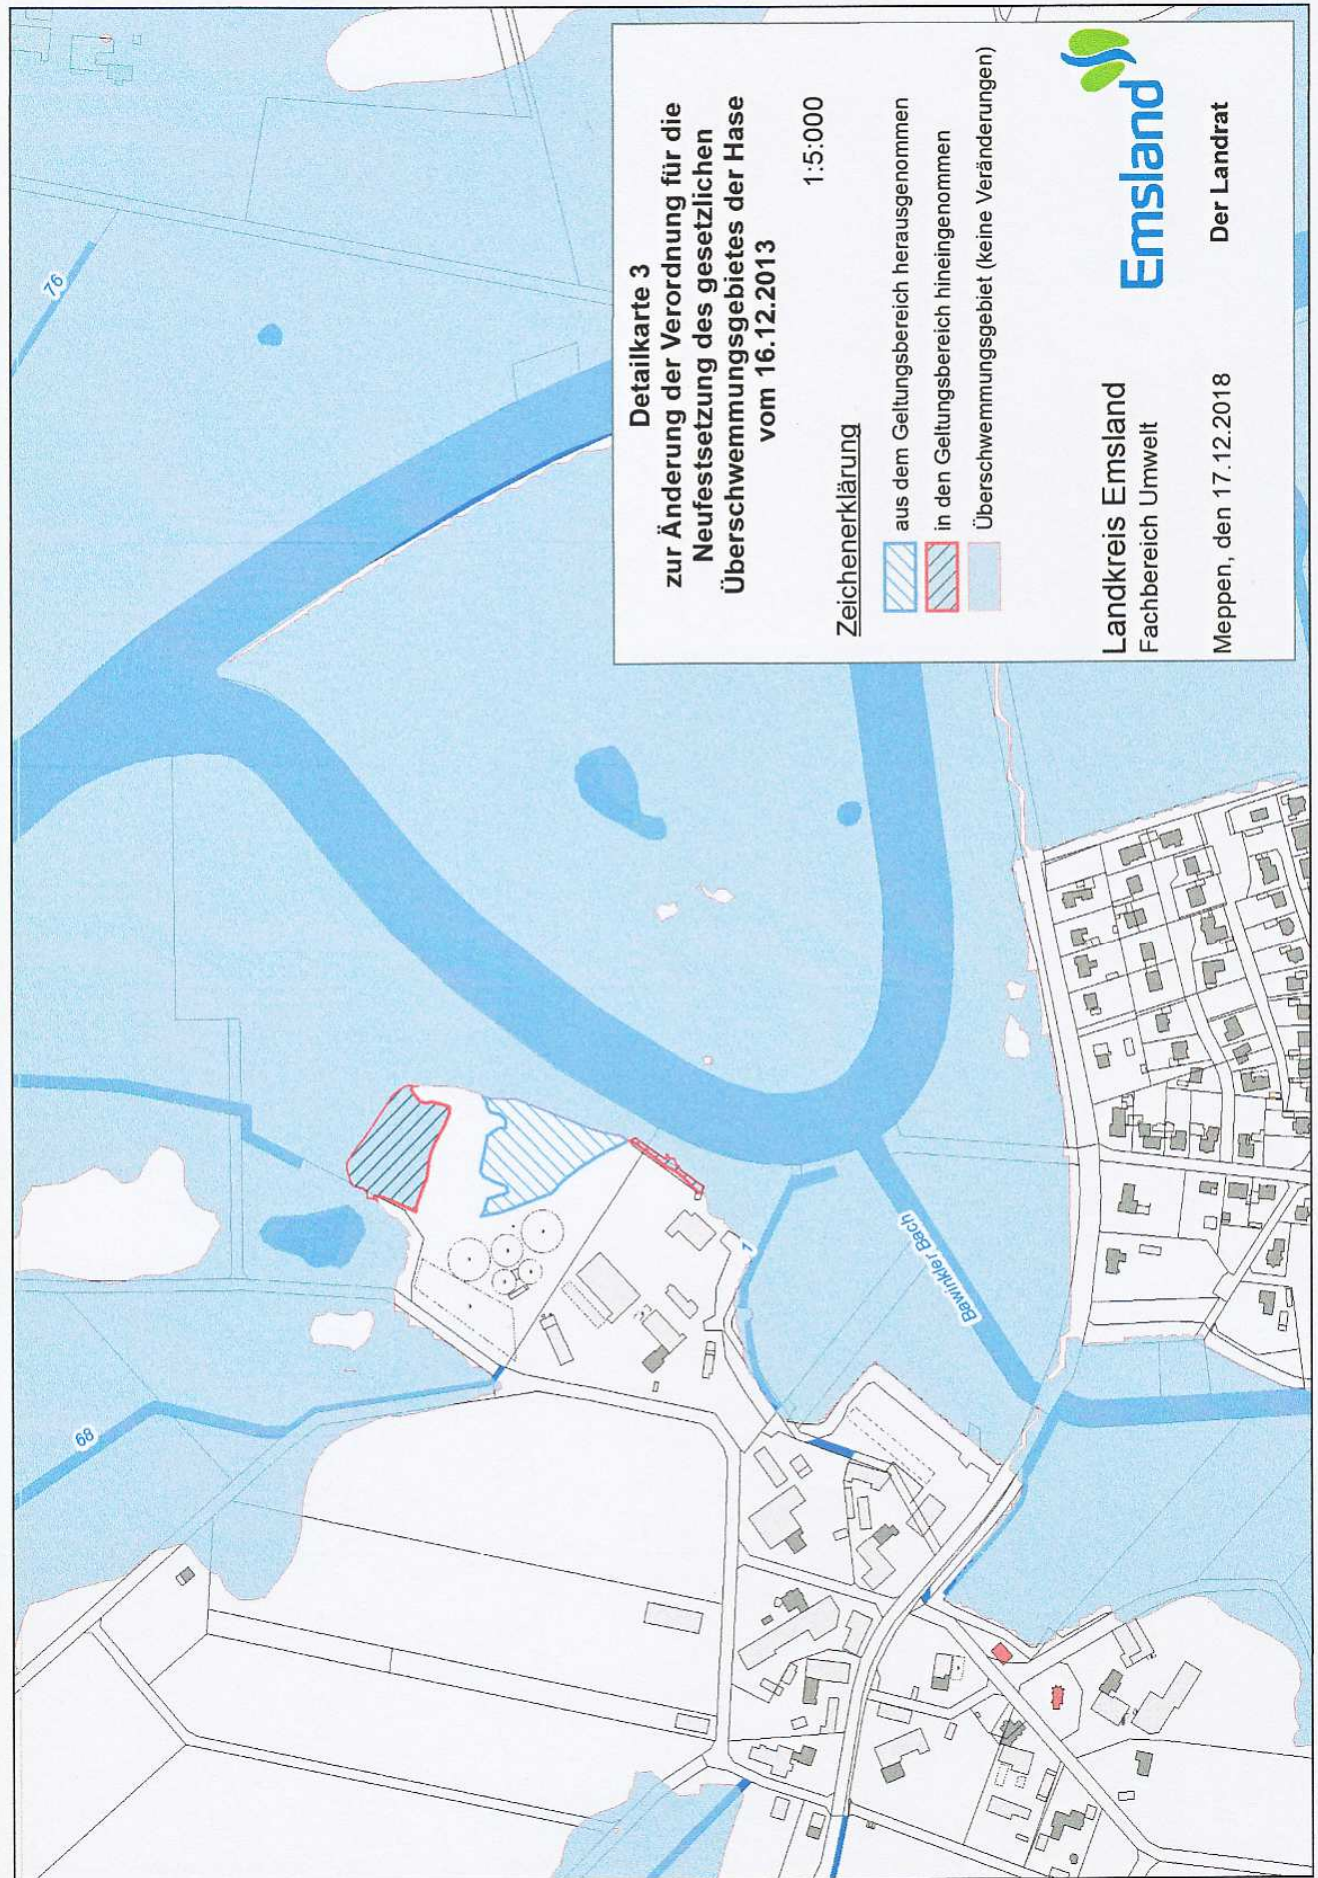 Detailkarte 3
zur Änderung der Verordnung für die
Neufestsetzung des gesetzlichen
Überschwemmungsgebietes der Hase
vom 16.12.2013
1:5:000
Zeichenerklärung
aus dem Geltungsbereich herausgenommen
in den Geltungsbereich hineingenommen
Überschwemmungsgebiet (keine Veränderungen)
Landkreis Emsland
Fachbereich Umwelt
Emsland
Meppen, den 17.12.2018
Der Landrat
76
68
1
Bawinkler Bach